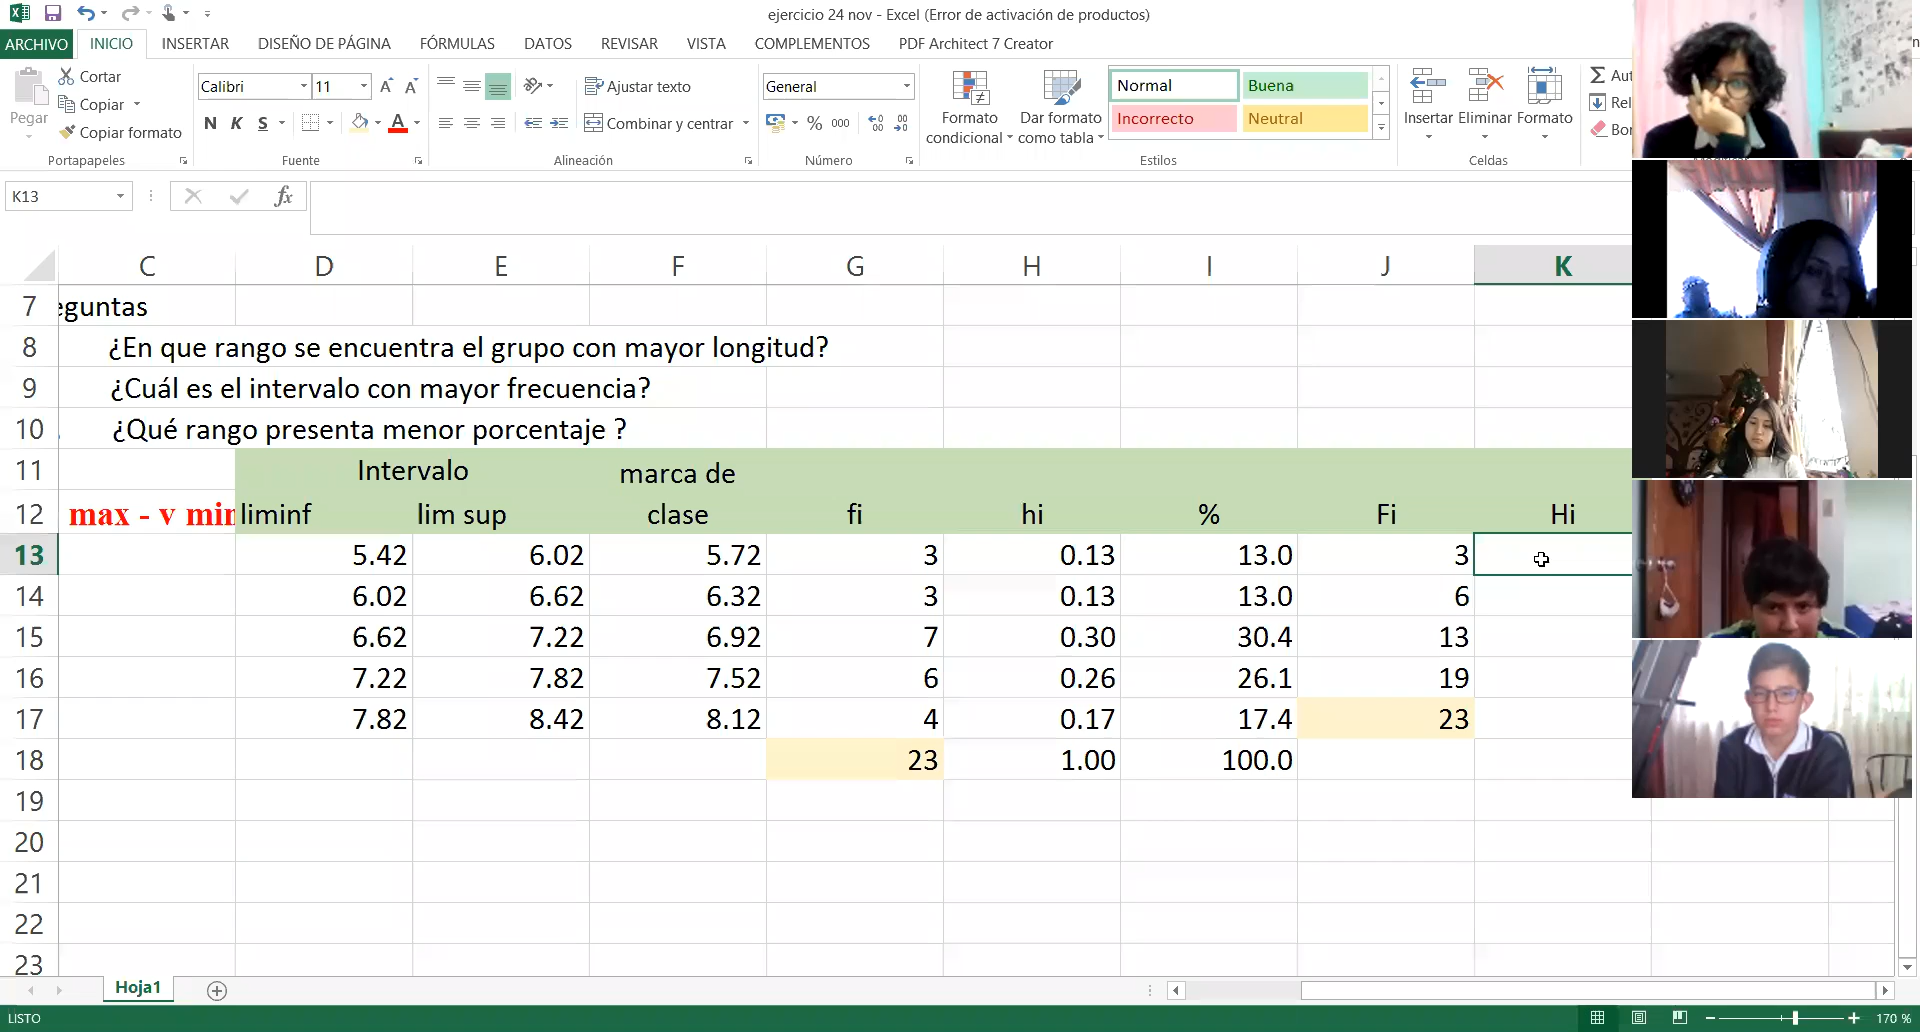 ejercicio 24 nov - Excel (Error de activación de productos)
ARCHIVO INICIO INSERTAR DISEÑO DE PÁGINA FÓRMULAS DATOS REVISAR VISTA COMPLEMENTOS PDF Architect 7 Creator
Pegar
Cortar
Copiar
Copiar formato
Portapapeles
Calibri 11
N K S A
Fuente
Ajustar texto
Combinar y centrar
Alineación
General
% 000
Número
Formato condicional
Dar formato como tabla
Normal Buena
Incorrecto Neutral
Estilos
Insertar Eliminar Formato
Celdas
Σ Aut
Rel
Bor
K13 fx
C D E F G H I J K
7 eguntas
8 ¿En que rango se encuentra el grupo con mayor longitud?
9 ¿Cuál es el intervalo con mayor frecuencia?
10 ¿Qué rango presenta menor porcentaje ?
11 Intervalo marca de
12 max - v min liminf lim sup clase fi hi % Fi Hi
13 5.42 6.02 5.72 3 0.13 13.0 3
14 6.02 6.62 6.32 3 0.13 13.0 6
15 6.62 7.22 6.92 7 0.30 30.4 13
16 7.22 7.82 7.52 6 0.26 26.1 19
17 7.82 8.42 8.12 4 0.17 17.4 23
18 23 1.00 100.0
19
20
21
22
23
Hoja1
LISTO 170 %